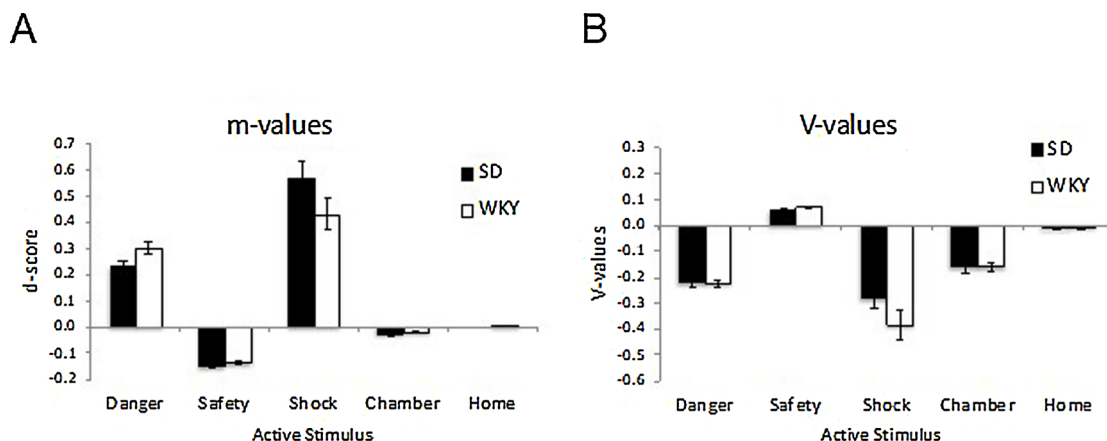 A
m-values
d-score
0.7
0.6
0.5
0.4
0.3
0.2
0.1
0.0
-0.1
-0.2
SD
WKY
Danger Safety Shock Chamber Home
Active Stimulus
B
V-values
V-values
0.3
0.2
0.1
0.0
-0.1
-0.2
-0.3
-0.4
-0.5
-0.6
SD
WKY
Danger Safety Shock Chamber Home
Active Stimulus